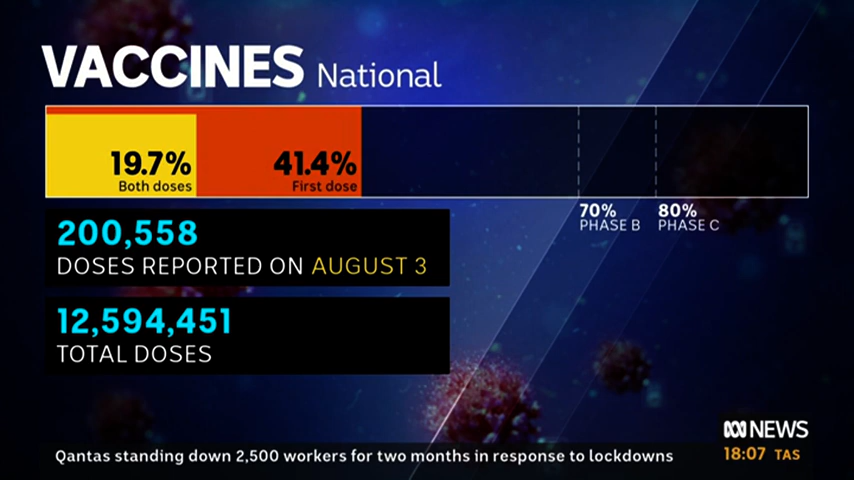 VACCINES National
19.7%
Both doses
41.4%
First dose
70%
PHASE B
80%
PHASE C
200,558
DOSES REPORTED ON AUGUST 3
12,594,451
TOTAL DOSES
NEWS
Qantas standing down 2,500 workers for two months in response to lockdowns
18:07 TAS